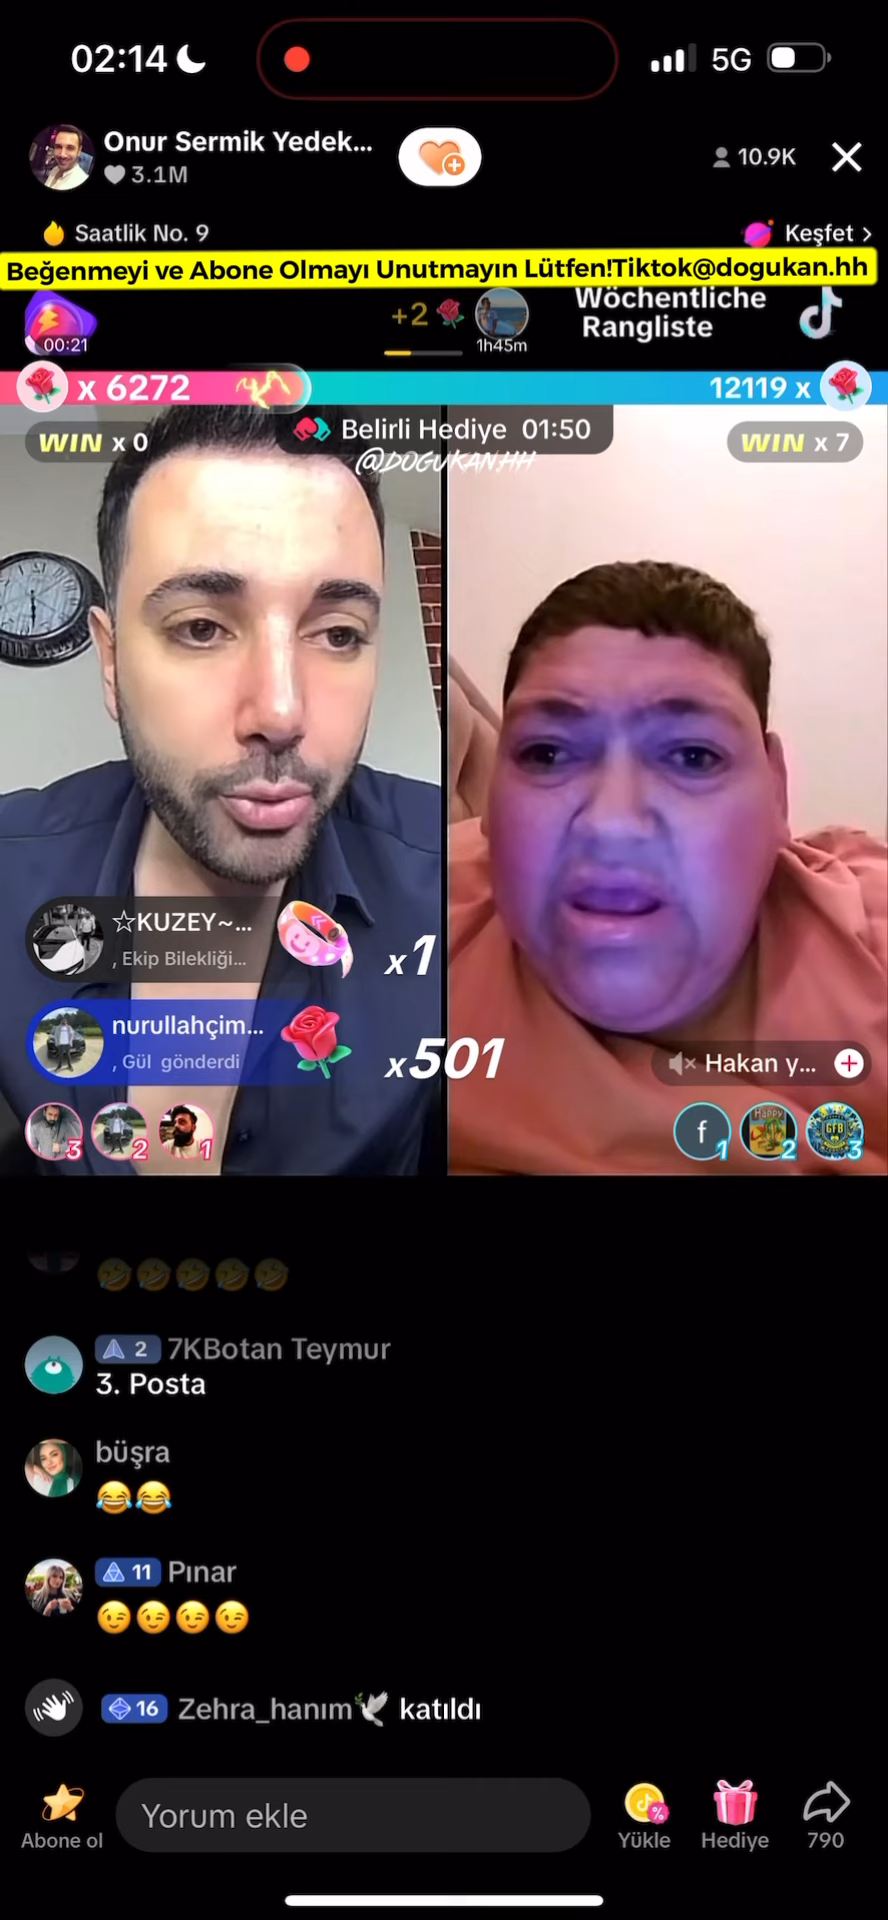 02:14
5G
Onur Sermik Yedek...
3.1M
10.9K
Saatlik No. 9
Keşfet >
Beğenmeyi ve Abone Olmayı Unutmayın Lütfen!Tiktok@dogukan.hh
00:21
+2
1h45m
Wöchentliche
Rangliste
x 6272
12119 x
WIN x 0
Belirli Hediye 01:50
WIN x 7
@DOGUKAN.HH
☆KUZEY~...
, Ekip Bilekliği...
x1
nurullahçim...
, Gül gönderdi
x501
Hakan y...
3
2
1
f
1
Happy
2
GFB
3
🤣🤣🤣🤣🤣
2 7KBotan Teymur
3. Posta
büşra
😂😂
11 Pınar
😉😉😉😉
16 Zehra_hanım🕊 katıldı
Abone ol
Yorum ekle
Yükle
Hediye
790